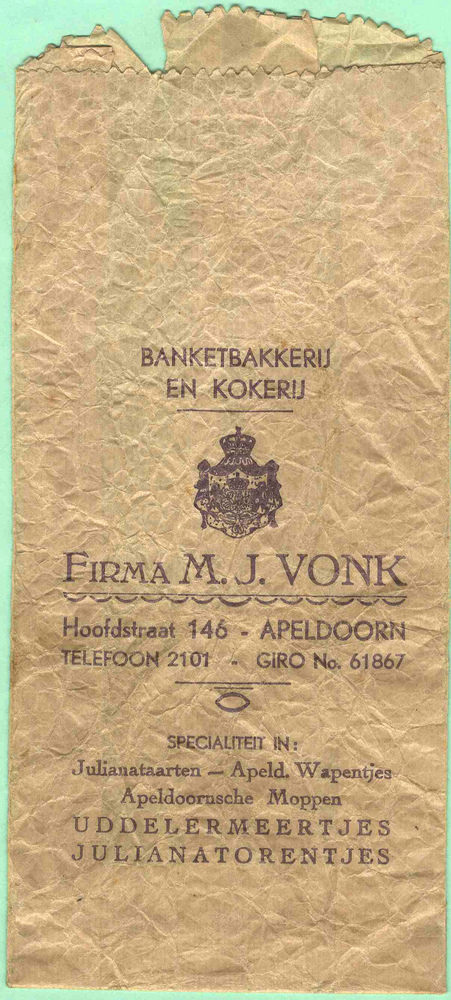 BANKETBAKKERIJ
EN KOKERIJ
FIRMA M. J. VONK
Hoofdstraat 146 - APELDOORN
TELEFOON 2101 - GIRO No. 61867
SPECIALITEIT IN:
Julianataarten — Apeld. Wapentjes
Apeldoornsche Moppen
UDDELERMEERTJES
JULIANATORENTJES